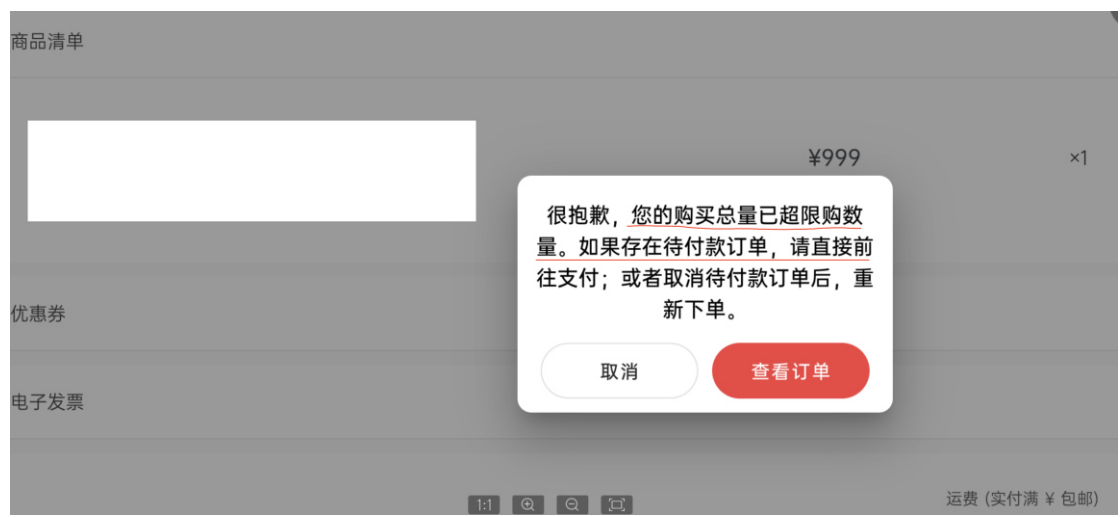 商品清单
¥999 ×1
很抱歉，您的购买总量已超限购数
量。如果存在待付款订单，请直接前
往支付；或者取消待付款订单后，重
新下单。
取消 查看订单
优惠券
电子发票
1:1
运费 (实付满 ¥ 包邮)